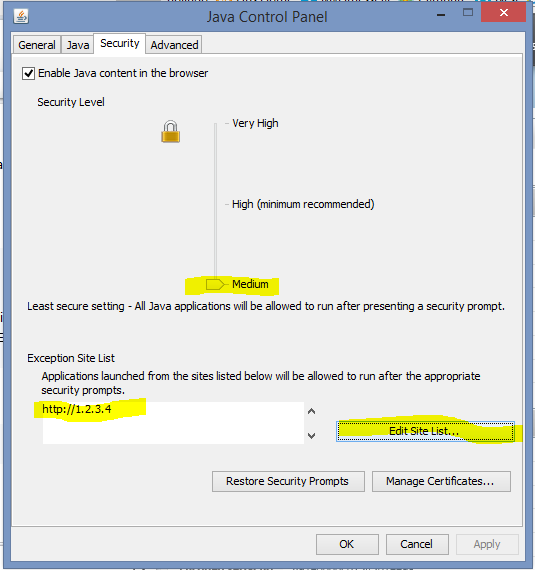 Java Control Panel
General Java Security Advanced
Enable Java content in the browser
Security Level
Very High
High (minimum recommended)
Medium
Least secure setting - All Java applications will be allowed to run after presenting a security prompt.
Exception Site List
Applications launched from the sites listed below will be allowed to run after the appropriate
security prompts.
http://1.2.3.4
Edit Site List...
Restore Security Prompts Manage Certificates...
OK Cancel Apply